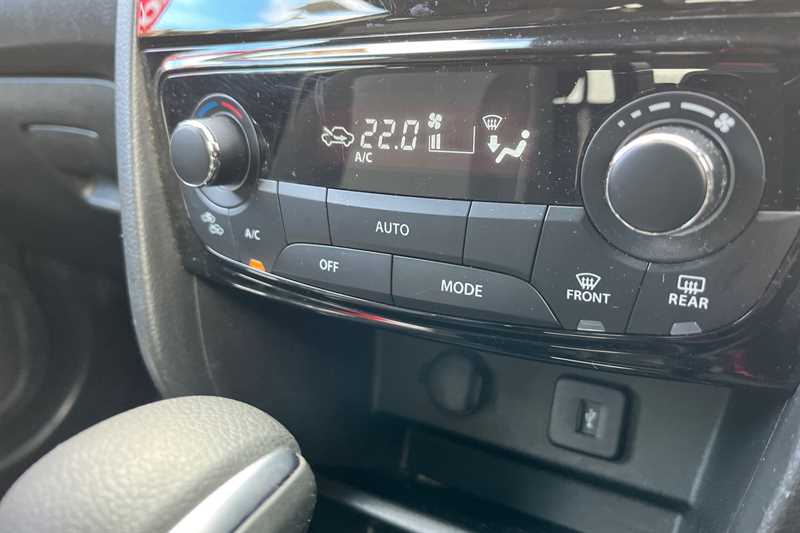 22.0
A/C
AUTO
A/C
OFF
MODE
FRONT
REAR